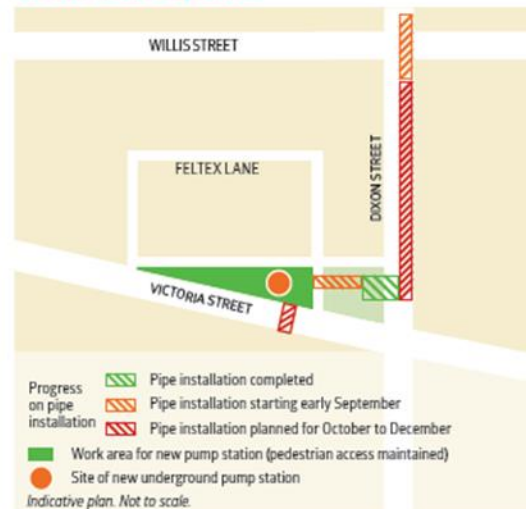 WILLIS STREET
FELTEX LANE
DIXON STREET
VICTORIA STREET
Progress
on pipe
installation
Pipe installation completed
Pipe installation starting early September
Pipe installation planned for October to December
Work area for new pump station (pedestrian access maintained)
Site of new underground pump station
Indicative plan. Not to scale.